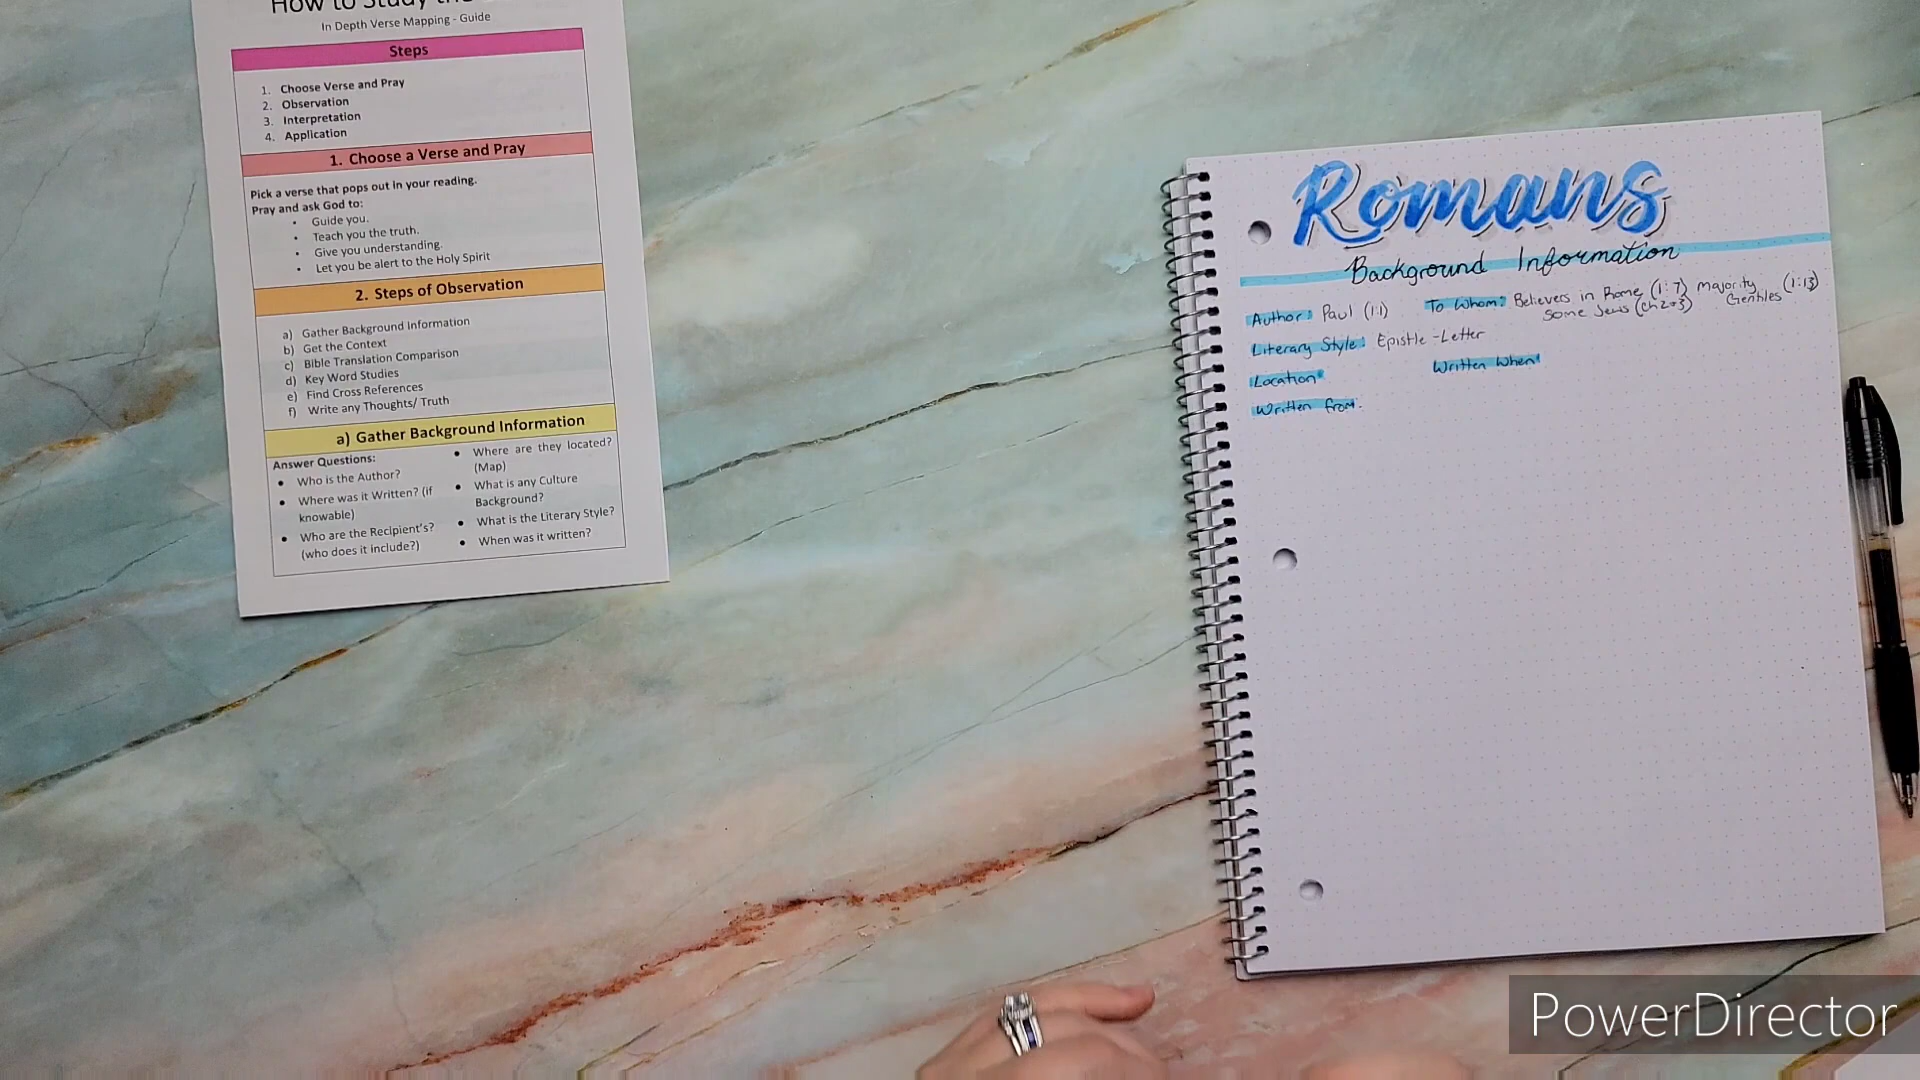 How to Study the
In Depth Verse Mapping - Guide
Steps
1. Choose Verse and Pray
2. Observation
3. Interpretation
4. Application
1. Choose a Verse and Pray
Pick a verse that pops out in your reading.
Pray and ask God to:
• Guide you.
• Teach you the truth.
• Give you understanding.
• Let you be alert to the Holy Spirit
2. Steps of Observation
a) Gather Background Information
b) Get the Context
c) Bible Translation Comparison
d) Key Word Studies
e) Find Cross References
f) Write any Thoughts/ Truth
a) Gather Background Information
Answer Questions:
• Who is the Author?
• Where was it Written? (if
knowable)
• Who are the Recipient's?
(who does it include?)
• Where are they located?
(Map)
• What is any Culture
Background?
• What is the Literary Style?
• When was it written?
Romans
Background Information
Author: Paul (1:1) To Whom: Believers in Rome (1:7) majority Gentiles (1:13)
some Jews (ch 2+3)
Literary Style: Epistle - Letter
Location: Written When:
Written from:
PowerDirector